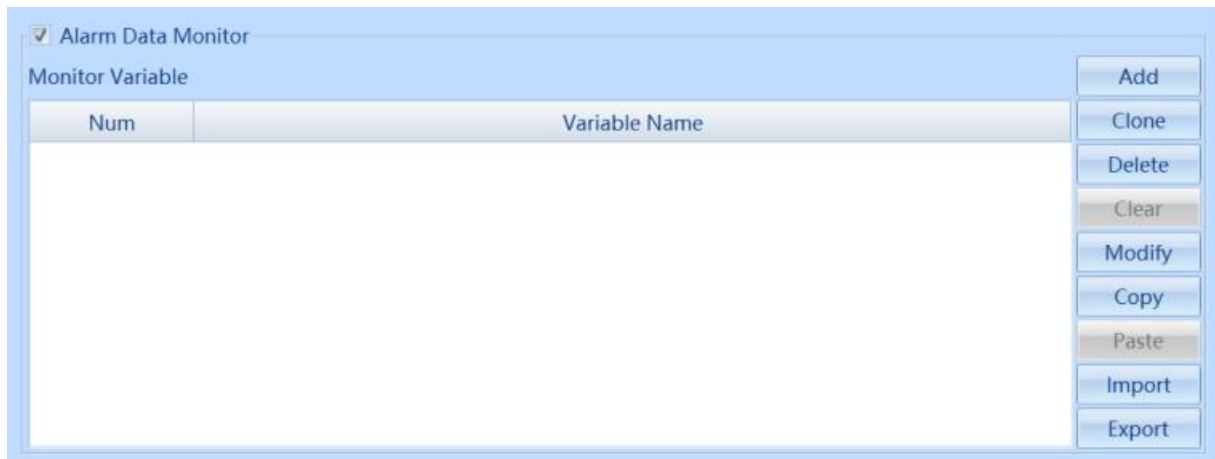 Alarm Data Monitor
Monitor Variable
Add
Num Variable Name
Clone
Delete
Clear
Modify
Copy
Paste
Import
Export